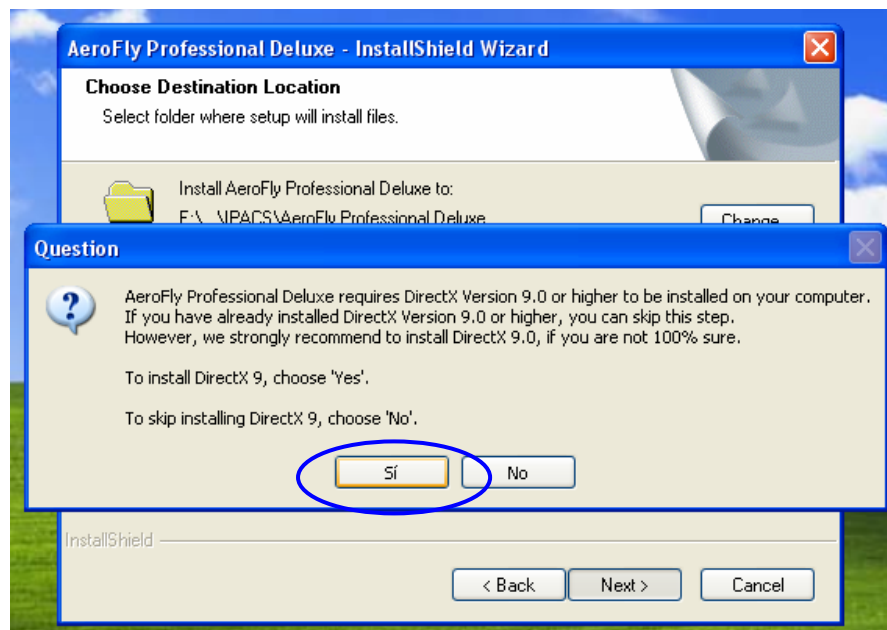 AeroFly Professional Deluxe - InstallShield Wizard
Choose Destination Location
Select folder where setup will install files.
Install AeroFly Professional Deluxe to:
F:\...\IPACS\AeroFly Professional Deluxe
Change...
Question
AeroFly Professional Deluxe requires DirectX Version 9.0 or higher to be installed on your computer.
If you have already installed DirectX Version 9.0 or higher, you can skip this step.
However, we strongly recommend to install DirectX 9.0, if you are not 100% sure.
To install DirectX 9, choose 'Yes'.
To skip installing DirectX 9, choose 'No'.
Sí No
InstallShield
< Back Next > Cancel